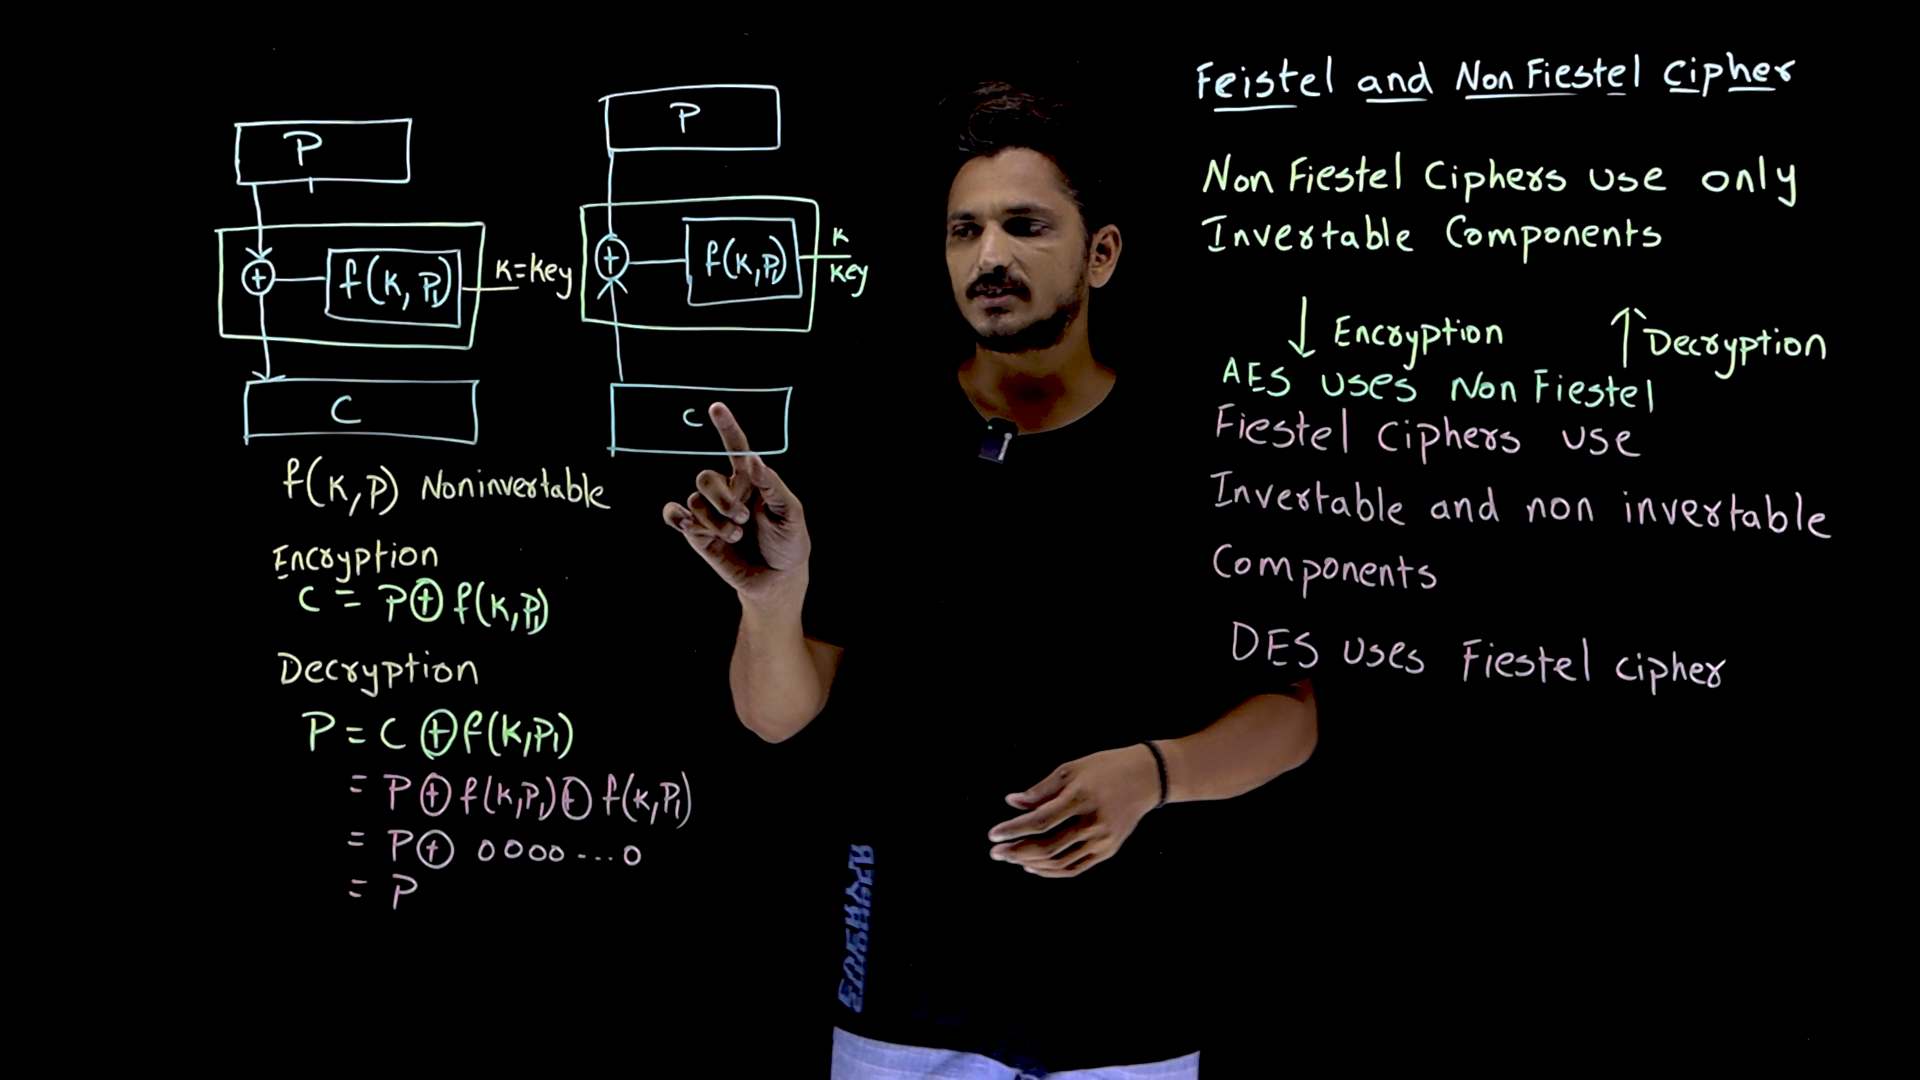 Feistel and Non Fiestel Cipher
Non Fiestel Ciphers use only
Invertable Components
↓ Encryption ↑ Decryption
AES uses Non Fiestel
Fiestel Ciphers use
Invertable and non invertable
Components
DES uses Fiestel cipher
P
⊕ f(K, P₁) K=Key
C
P
⊕ f(K,P₁) K
Key
C
f(K,P) Noninvertable
Encryption
C = P⊕f(K,P₁)
Decryption
P = C ⊕ f(K,P₁)
= P⊕f(K,P₁)⊕f(K,P₁)
= P⊕ 0000...0
= P